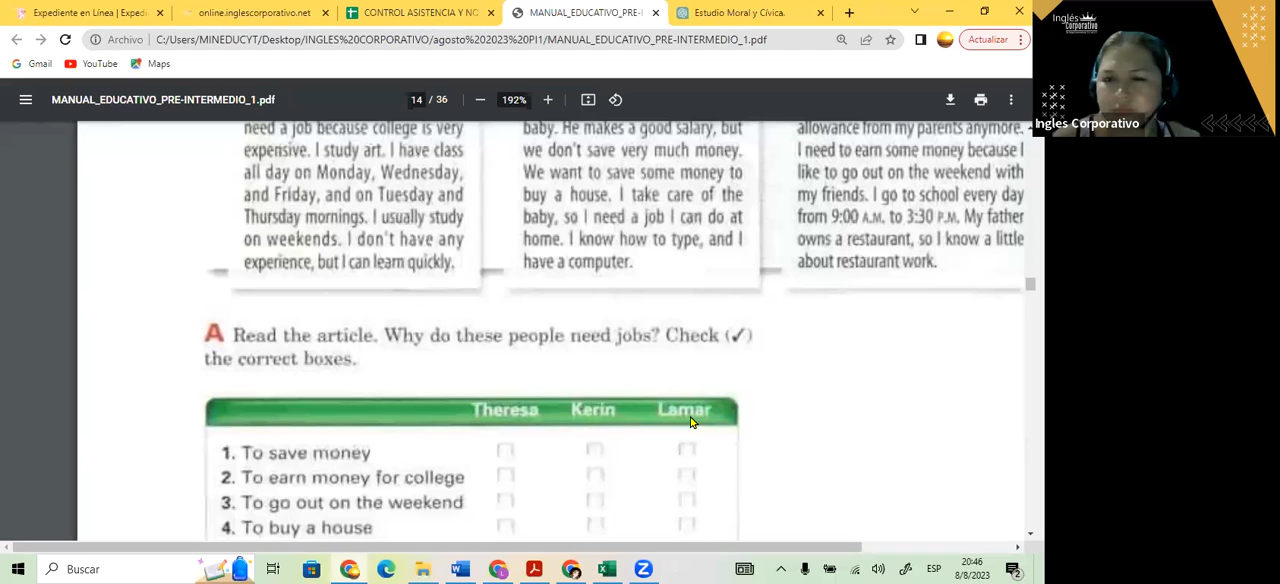 Expediente en Línea | Expedi
online.inglescorporativo.net
CONTROL ASISTENCIA Y NO
MANUAL_EDUCATIVO_PRE-I
Estudio Moral y Cívica.
Archivo
C:/Users/MINEDUCYT/Desktop/INGLES%20CORPORATIVO/agosto%202023%20PI1/MANUAL_EDUCATIVO_PRE-INTERMEDIO_1.pdf
Actualizar
Gmail
YouTube
Maps
MANUAL_EDUCATIVO_PRE-INTERMEDIO_1.pdf
14 / 36
192%
need a job because college is very
expensive. I study art. I have class
all day on Monday, Wednesday,
and Friday, and on Tuesday and
Thursday mornings. I usually study
on weekends. I don't have any
experience, but I can learn quickly.
baby. He makes a good salary, but
we don't save very much money.
We want to save some money to
buy a house. I take care of the
baby, so I need a job I can do at
home. I know how to type, and I
have a computer.
allowance from my parents anymore.
I need to earn some money because I
like to go out on the weekend with
my friends. I go to school every day
from 9:00 A.M. to 3:30 P.M. My father
owns a restaurant, so I know a little
about restaurant work.
A Read the article. Why do these people need jobs? Check (✓)
the correct boxes.
Theresa Kerin Lamar
1. To save money
2. To earn money for college
3. To go out on the weekend
4. To buy a house
Inglés
Corporativo
Ingles Corporativo
Buscar
ESP
20:46
8/8/2023
2